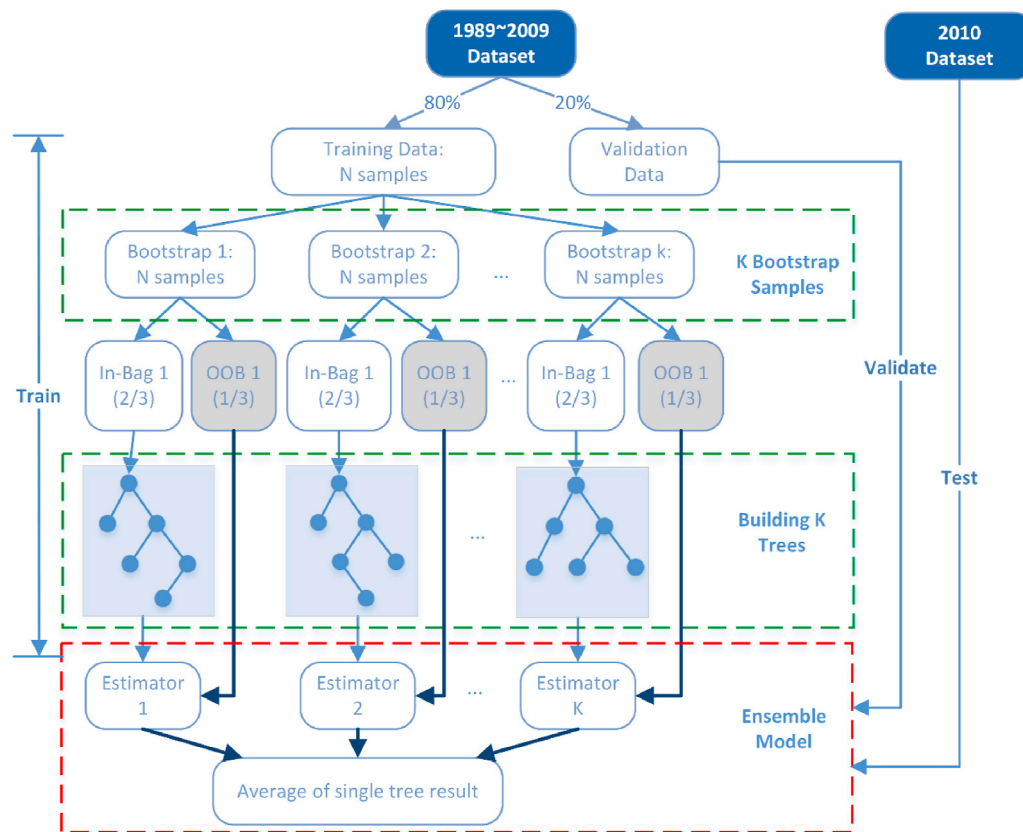 1989~2009
Dataset
2010
Dataset
80%
20%
Training Data:
N samples
Validation
Data
Bootstrap 1:
N samples
Bootstrap 2:
N samples
...
Bootstrap k:
N samples
K Bootstrap
Samples
In-Bag 1
(2/3)
OOB 1
(1/3)
In-Bag 1
(2/3)
OOB 1
(1/3)
...
In-Bag 1
(2/3)
OOB 1
(1/3)
Train
Validate
Test
...
Building K
Trees
Estimator
1
Estimator
2
...
Estimator
K
Ensemble
Model
Average of single tree result